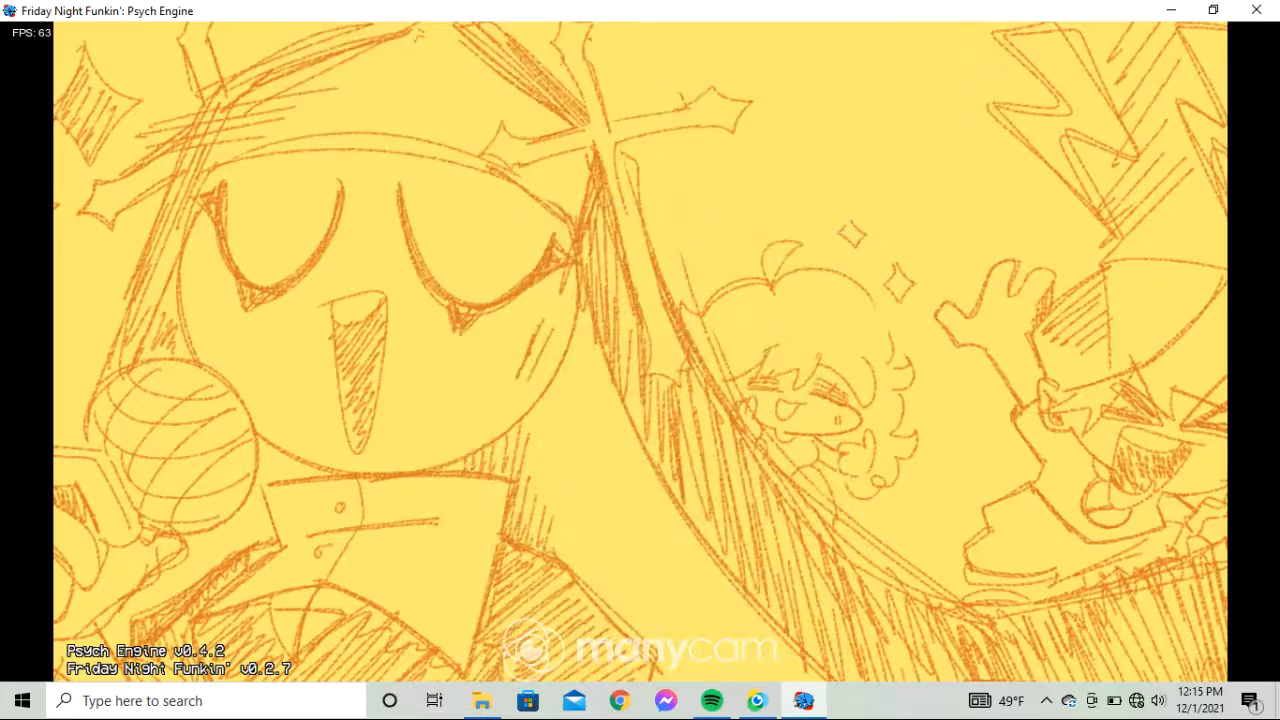 Friday Night Funkin': Psych Engine
FPS: 63
manycam
Psych Engine v0.4.2
Friday Night Funkin' v0.2.7
Type here to search
49°F
12:15 PM
12/1/2021
1